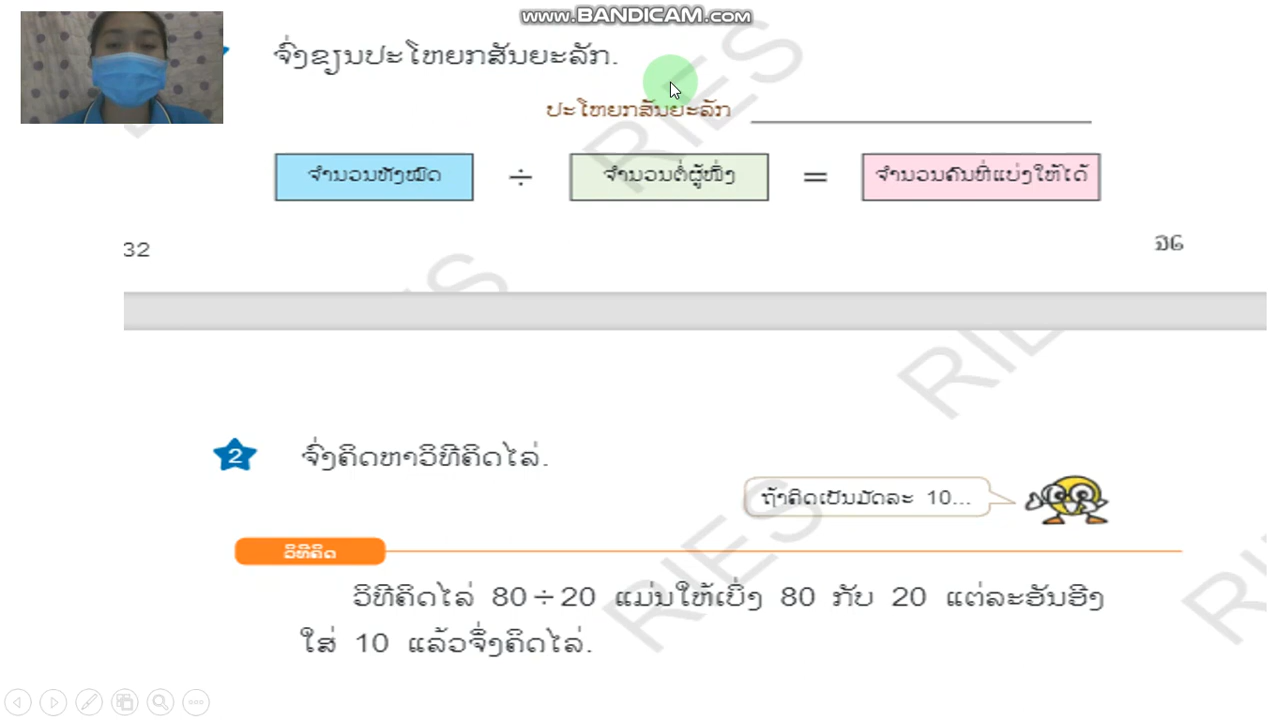 www.BANDICAM.com
ຈົ່ງຂຽນປະໂຫຍກສັນຍະລັກ.
ປະໂຫຍກສັນຍະລັກ
ຈຳນວນທັງໝົດ ÷ ຈຳນວນຕໍ່ຜູ້ໜຶ່ງ = ຈຳນວນຄົນທີ່ແບ່ງໃຫ້ໄດ້
32
RIES
2 ຈົ່ງຄິດຫາວິທີຄິດໄລ່.
ຖ້າຄິດເປັນມັດລະ 10...
ວິທີຄິດ
ວິທີຄິດໄລ່ 80÷20 ແມ່ນໃຫ້ເບິ່ງ 80 ກັບ 20 ແຕ່ລະອັນອີງ
ໃສ່ 10 ແລ້ວຈຶ່ງຄິດໄລ່.
RIES
RIES